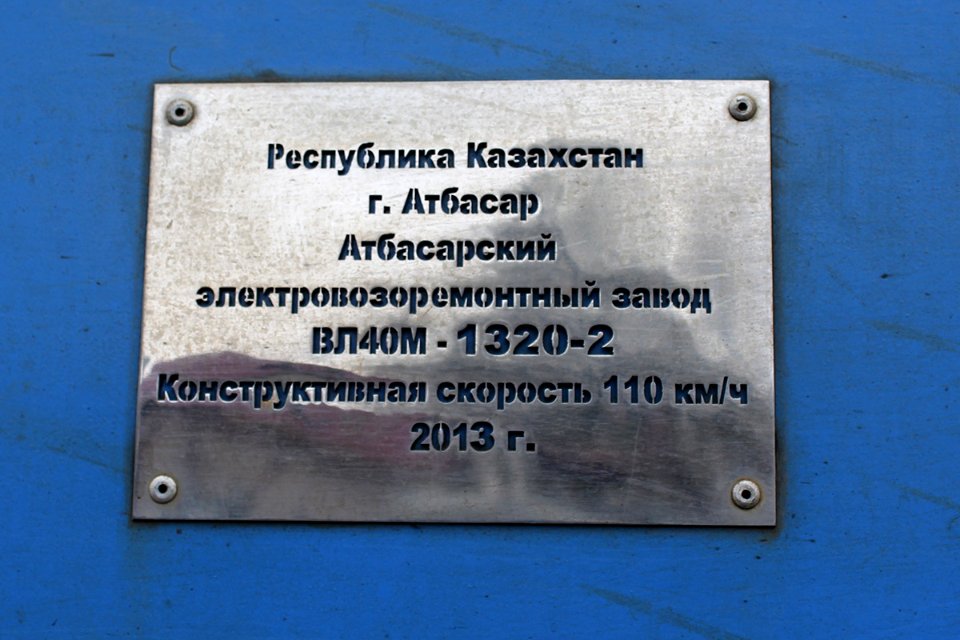 Республика Казахстан
г. Атбасар
Атбасарский
электровозоремонтный завод
ВЛ40М - 1320-2
Конструктивная скорость 110 км/ч
2013 г.